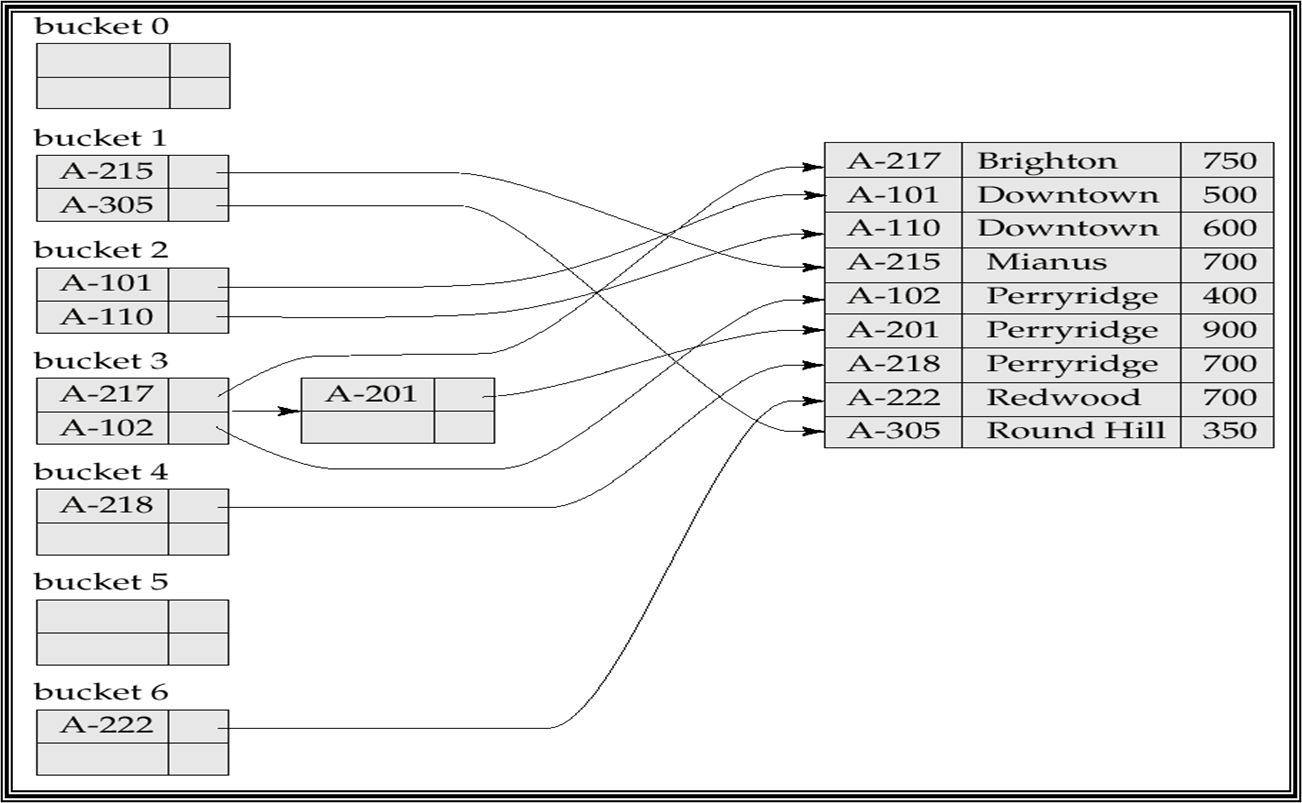 bucket 0
bucket 1
A-215
A-305
bucket 2
A-101
A-110
bucket 3
A-217
A-102
A-201
bucket 4
A-218
bucket 5
bucket 6
A-222
A-217 Brighton 750
A-101 Downtown 500
A-110 Downtown 600
A-215 Mianus 700
A-102 Perryridge 400
A-201 Perryridge 900
A-218 Perryridge 700
A-222 Redwood 700
A-305 Round Hill 350